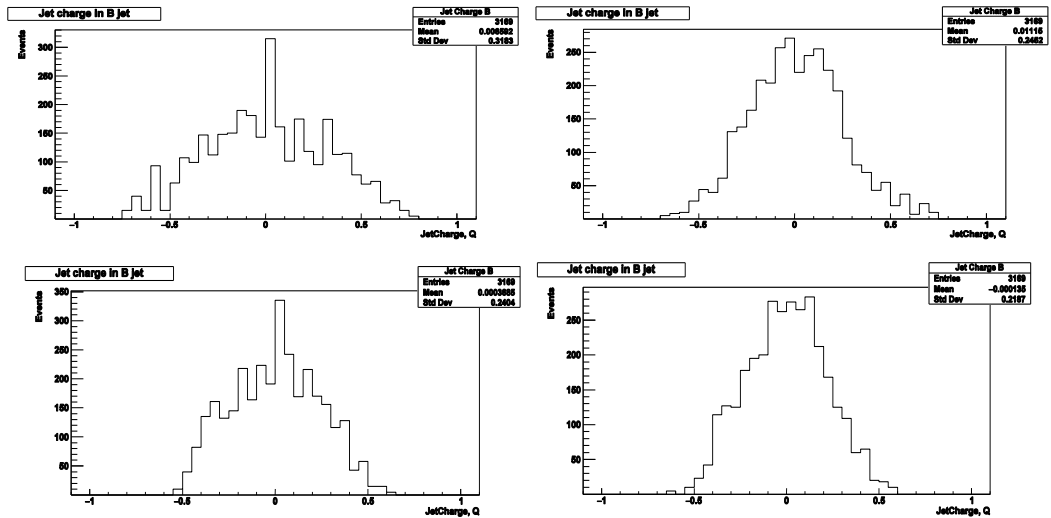 Jet charge in B jet
Jet Charge B
Entries 3169
Mean 0.006582
Std Dev 0.3163
Events
300
250
200
150
100
50
−1 −0.5 0 0.5 1
JetCharge, Q
Jet charge in B jet
Jet Charge B
Entries 3169
Mean 0.01115
Std Dev 0.2452
Events
250
200
150
100
50
−1 −0.5 0 0.5 1
JetCharge, Q
Jet charge in B jet
Jet Charge B
Entries 3169
Mean 0.0003685
Std Dev 0.2404
Events
350
300
250
200
150
100
50
−1 −0.5 0 0.5 1
JetCharge, Q
Jet charge in B jet
Jet Charge B
Entries 3169
Mean −0.000135
Std Dev 0.2187
Events
250
200
150
100
50
−1 −0.5 0 0.5 1
JetCharge, Q